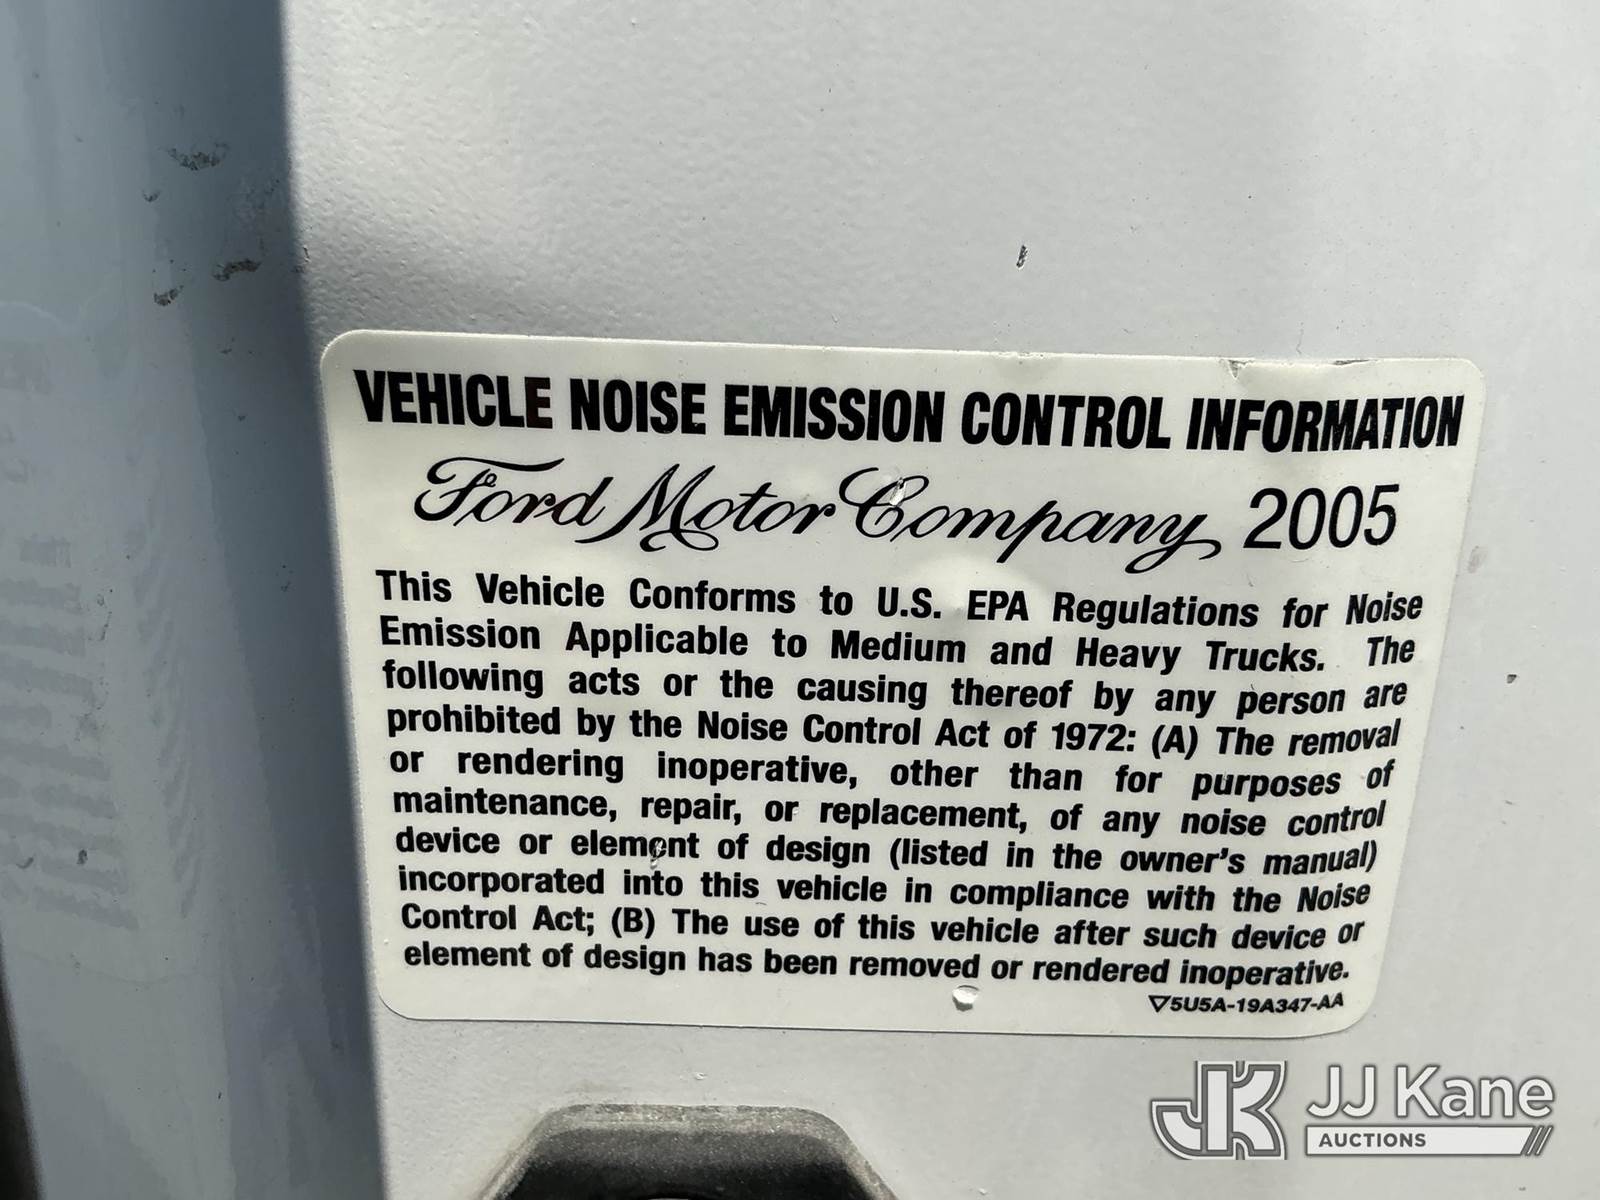 VEHICLE NOISE EMISSION CONTROL INFORMATION
Ford Motor Company 2005
This Vehicle Conforms to U.S. EPA Regulations for Noise
Emission Applicable to Medium and Heavy Trucks. The
following acts or the causing thereof by any person are
prohibited by the Noise Control Act of 1972: (A) The removal
or rendering inoperative, other than for purposes of
maintenance, repair, or replacement, of any noise control
device or element of design (listed in the owner's manual)
incorporated into this vehicle in compliance with the Noise
Control Act; (B) The use of this vehicle after such device or
element of design has been removed or rendered inoperative.
▽5U5A-19A347-AA
JK JJ Kane
AUCTIONS